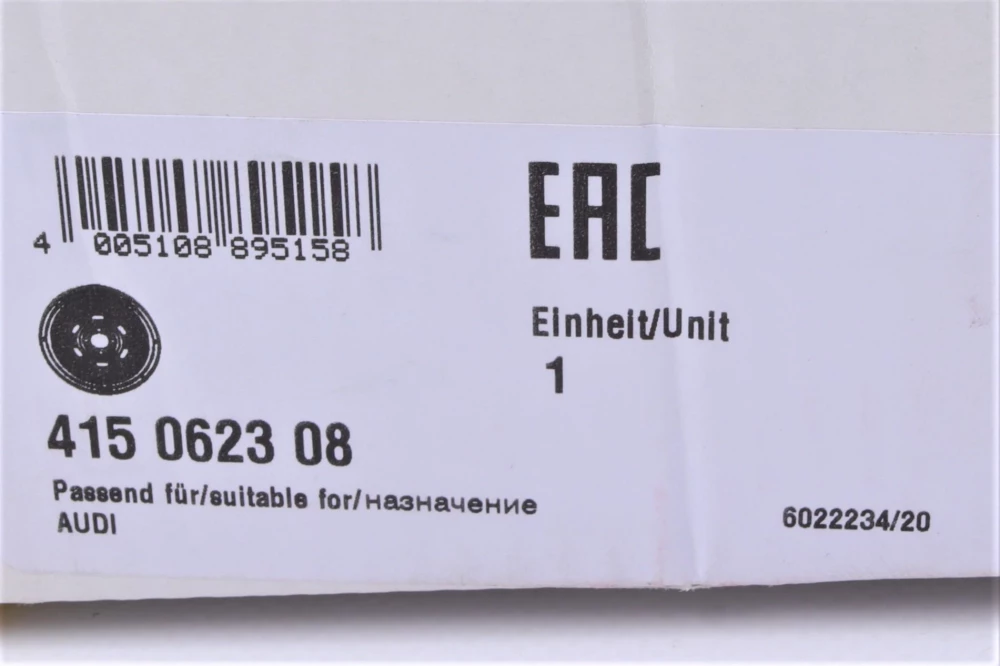 4 005108 895158
EAC
Einheit/Unit
1
415 0623 08
Passend für/suitable for/назначение
AUDI
6022234/20